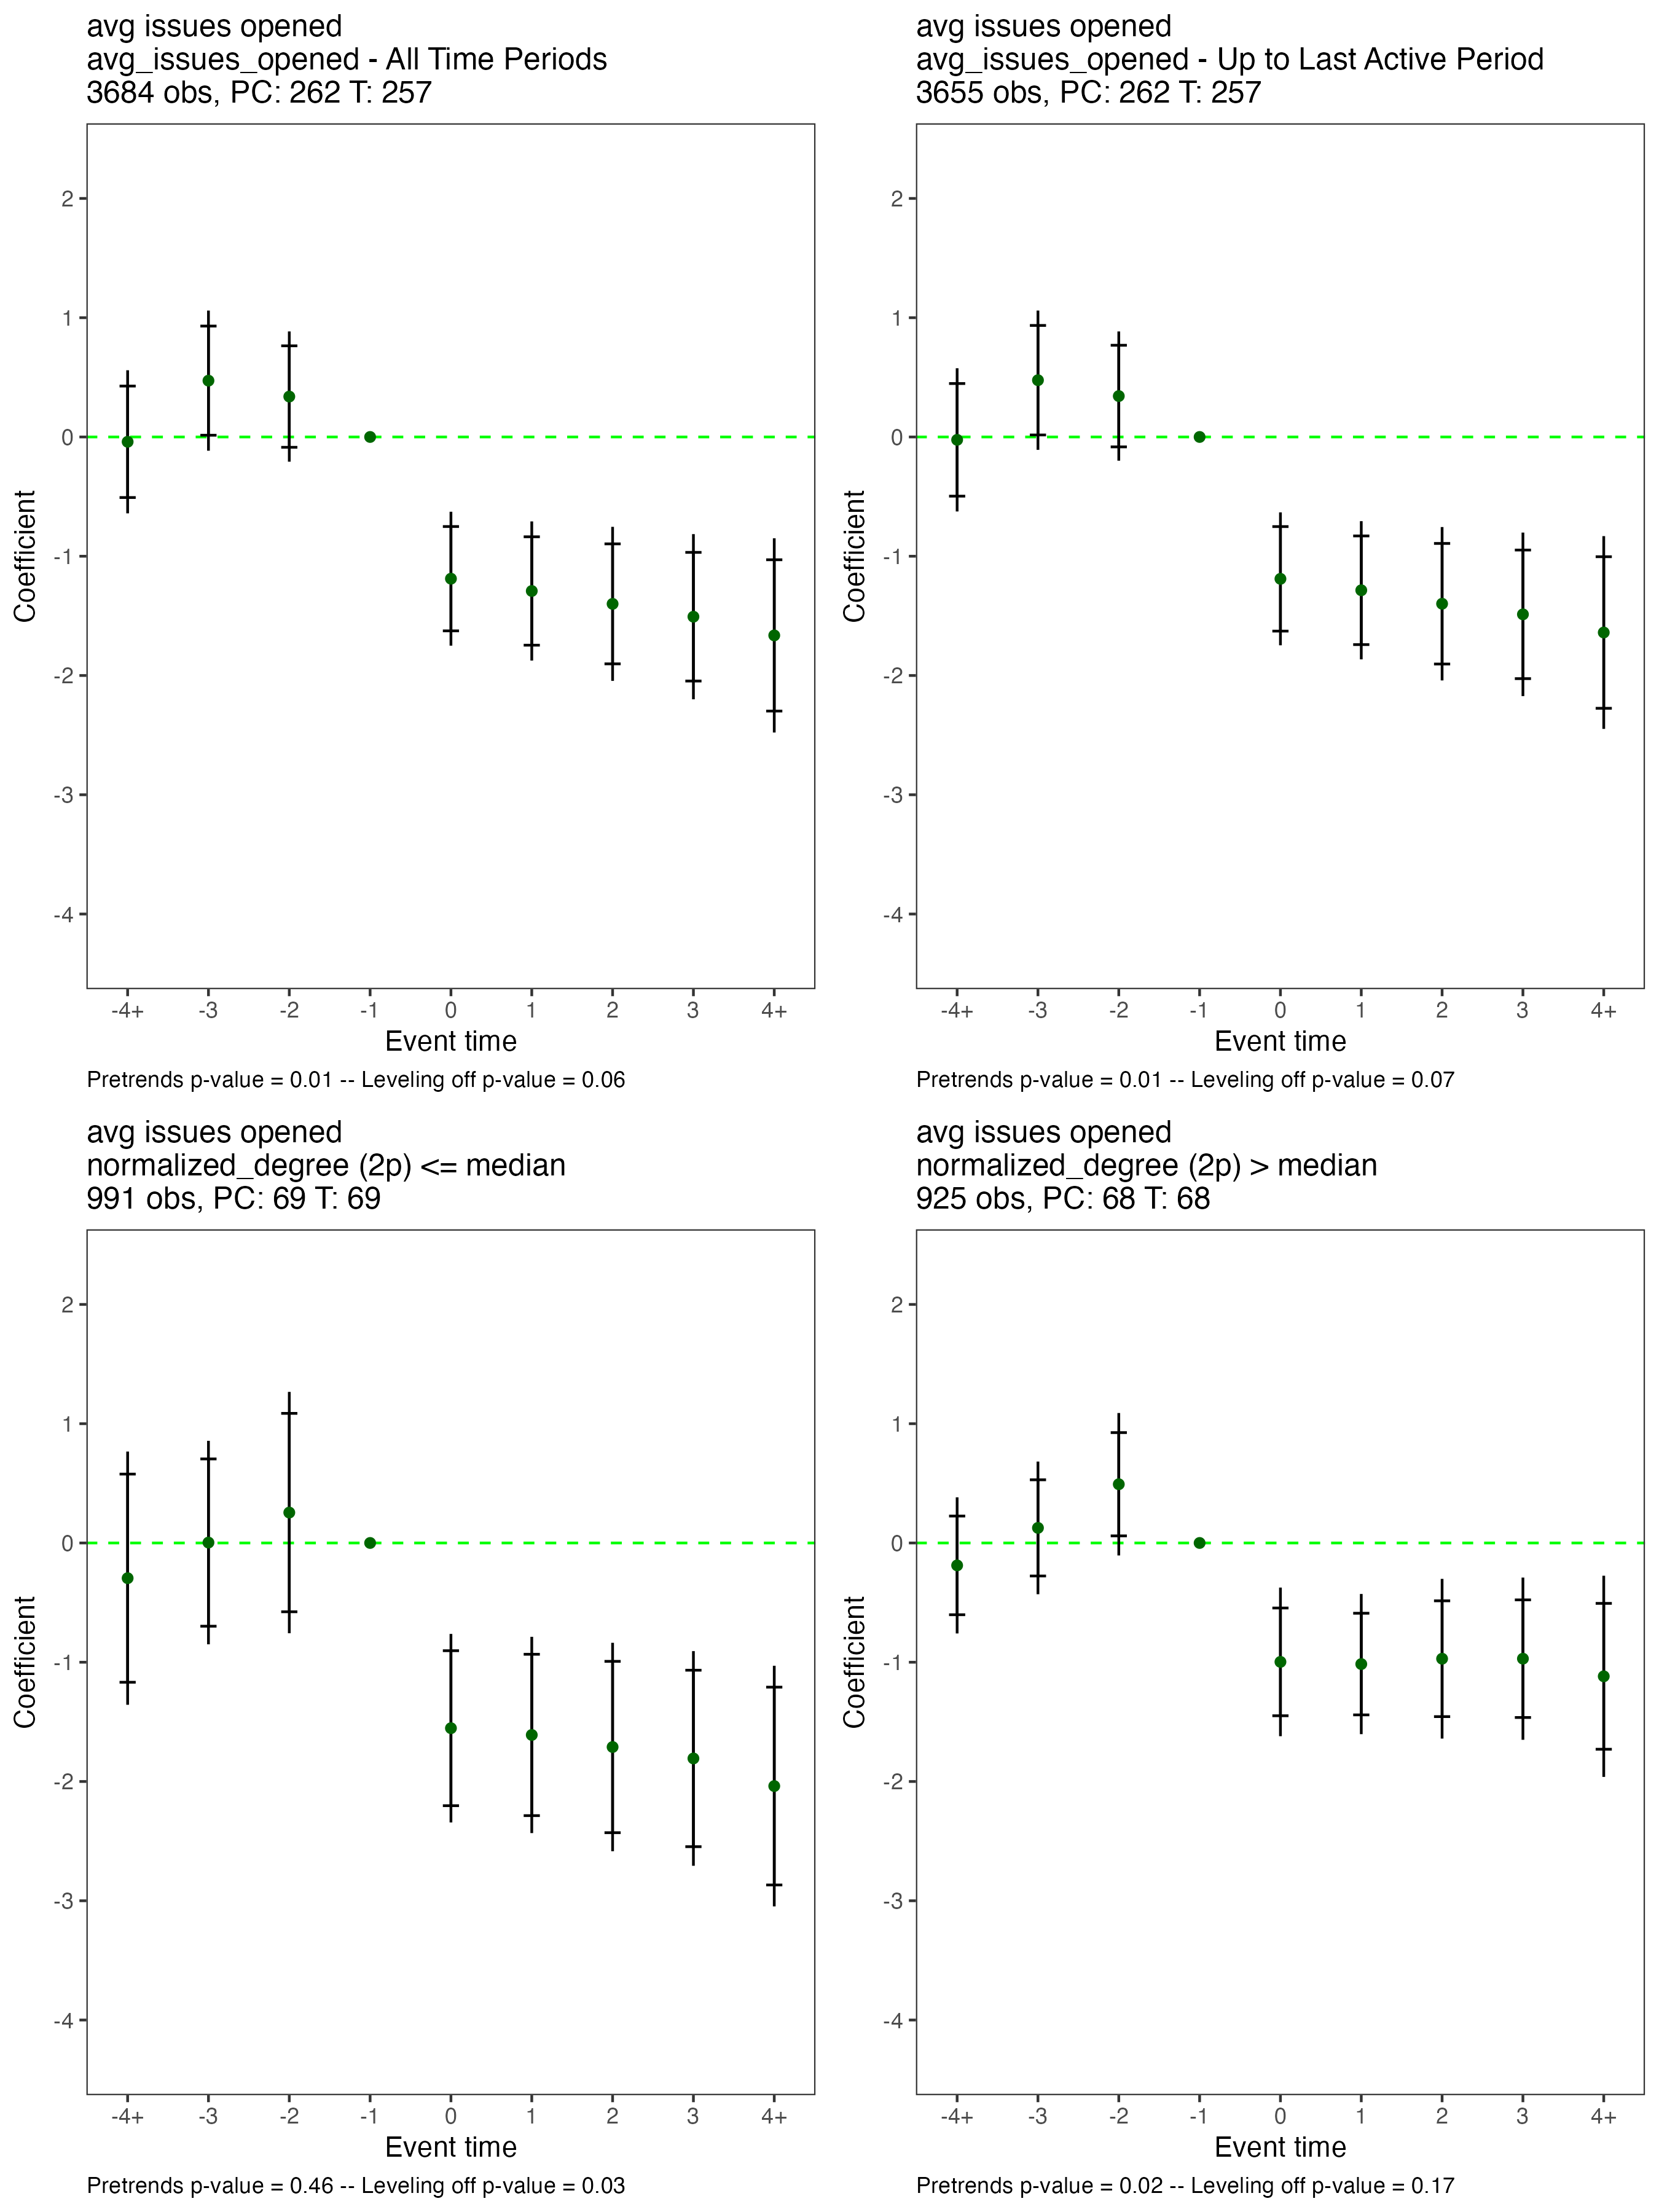 avg issues opened
avg_issues_opened - All Time Periods
3684 obs, PC: 262 T: 257
2
1
0
-1
-2
-3
-4
Coefficient
-4+ -3 -2 -1 0 1 2 3 4+
Event time
Pretrends p-value = 0.01 -- Leveling off p-value = 0.06
avg issues opened
avg_issues_opened - Up to Last Active Period
3655 obs, PC: 262 T: 257
2
1
0
-1
-2
-3
-4
Coefficient
-4+ -3 -2 -1 0 1 2 3 4+
Event time
Pretrends p-value = 0.01 -- Leveling off p-value = 0.07
avg issues opened
normalized_degree (2p) <= median
991 obs, PC: 69 T: 69
2
1
0
-1
-2
-3
-4
Coefficient
-4+ -3 -2 -1 0 1 2 3 4+
Event time
Pretrends p-value = 0.46 -- Leveling off p-value = 0.03
avg issues opened
normalized_degree (2p) > median
925 obs, PC: 68 T: 68
2
1
0
-1
-2
-3
-4
Coefficient
-4+ -3 -2 -1 0 1 2 3 4+
Event time
Pretrends p-value = 0.02 -- Leveling off p-value = 0.17